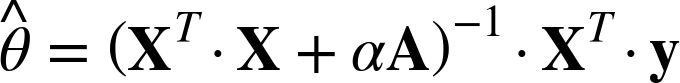 θ̂ = (𝐗ᵀ · 𝐗 + α𝐀)⁻¹ · 𝐗ᵀ · 𝐲